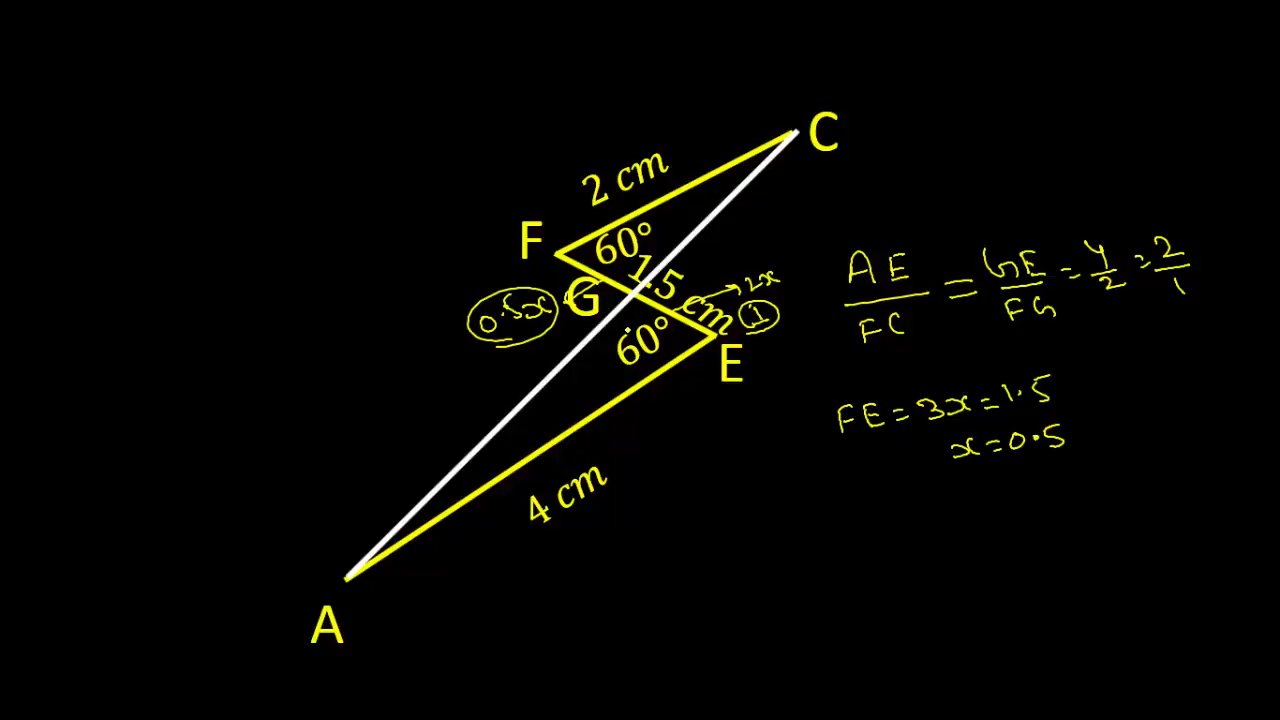 C
2 cm
F
60°
1.5 cm
2x
G
0.5x
1
60°
E
4 cm
A
AE/FC = GE/FG = 4/2 = 2/1
FE = 3x = 1.5
x = 0.5